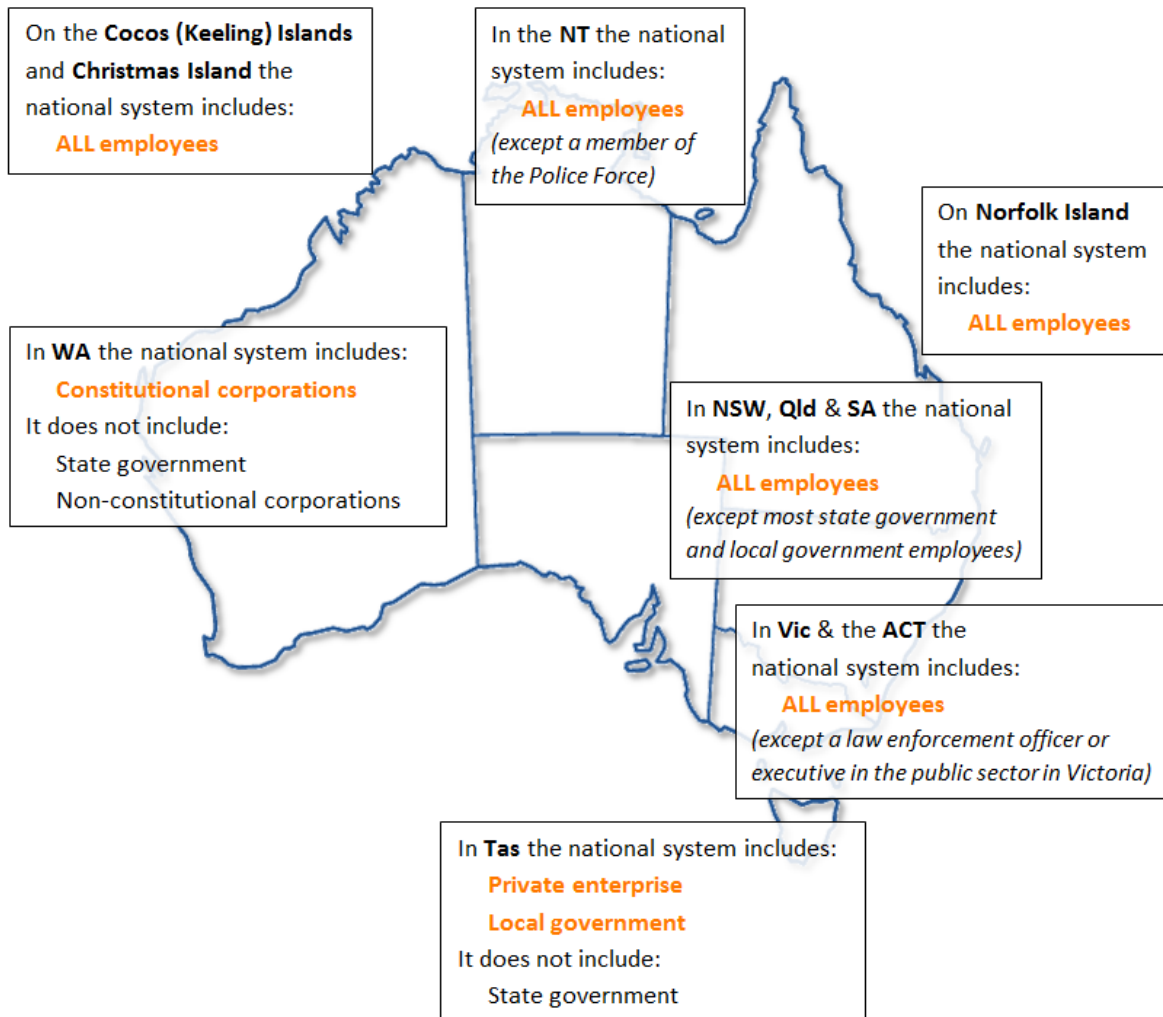 On the Cocos (Keeling) Islands
and Christmas Island the
national system includes:
ALL employees
In the NT the national
system includes:
ALL employees
(except a member of
the Police Force)
On Norfolk Island
the national system
includes:
ALL employees
In WA the national system includes:
Constitutional corporations
It does not include:
State government
Non-constitutional corporations
In NSW, Qld & SA the national
system includes:
ALL employees
(except most state government
and local government employees)
In Vic & the ACT the
national system includes:
ALL employees
(except a law enforcement officer or
executive in the public sector in Victoria)
In Tas the national system includes:
Private enterprise
Local government
It does not include:
State government